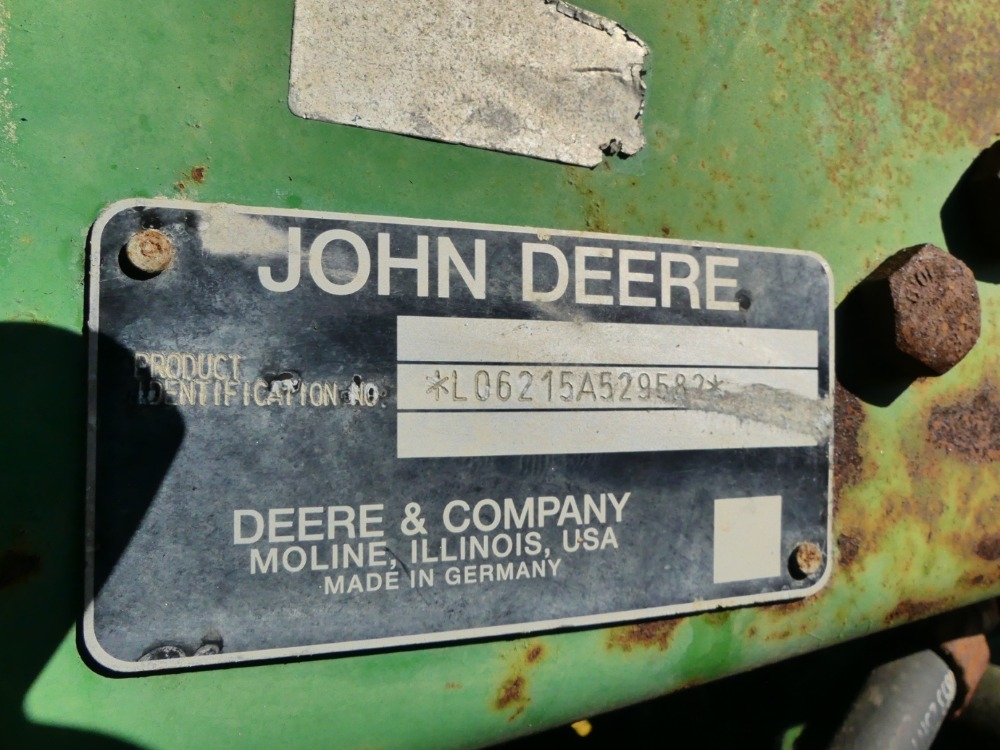 JOHN DEERE
PRODUCT
IDENTIFICATION NO.
*L06215A529582*
DEERE & COMPANY
MOLINE, ILLINOIS, USA
MADE IN GERMANY